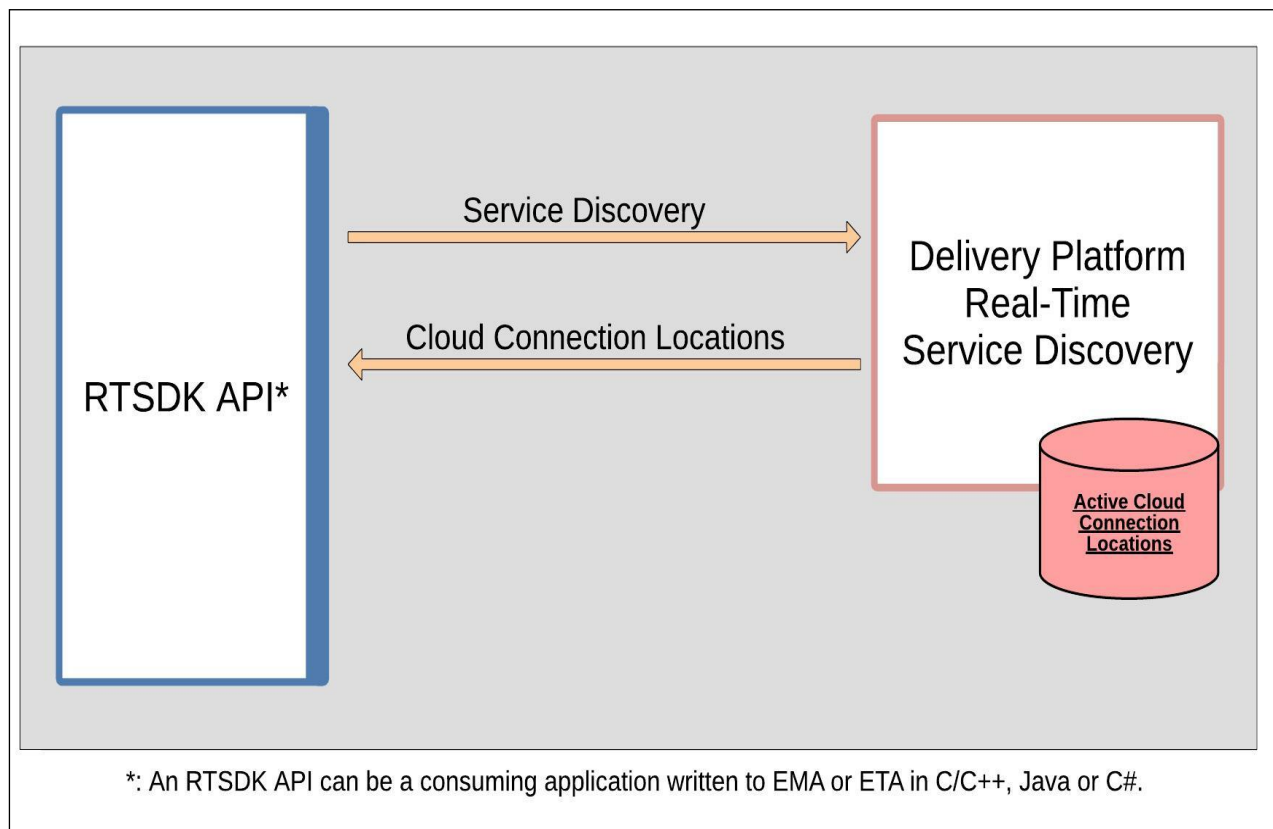 Service Discovery
Cloud Connection Locations
RTSDK API*
Delivery Platform
Real-Time
Service Discovery
Active Cloud
Connection
Locations
*: An RTSDK API can be a consuming application written to EMA or ETA in C/C++, Java or C#.